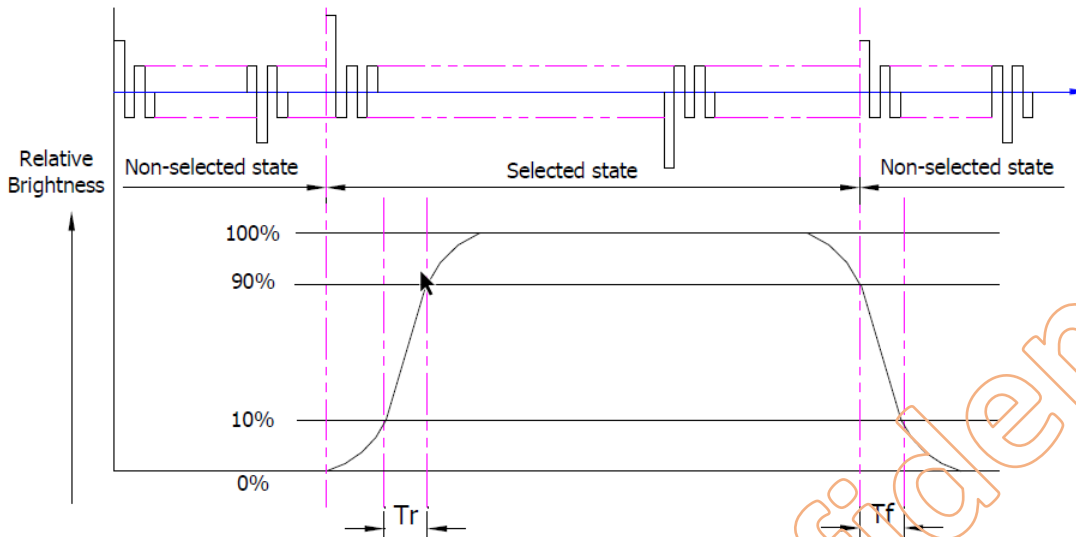 Relative
Brightness
Non-selected state
Selected state
Non-selected state
100%
90%
10%
0%
Tr
Tf